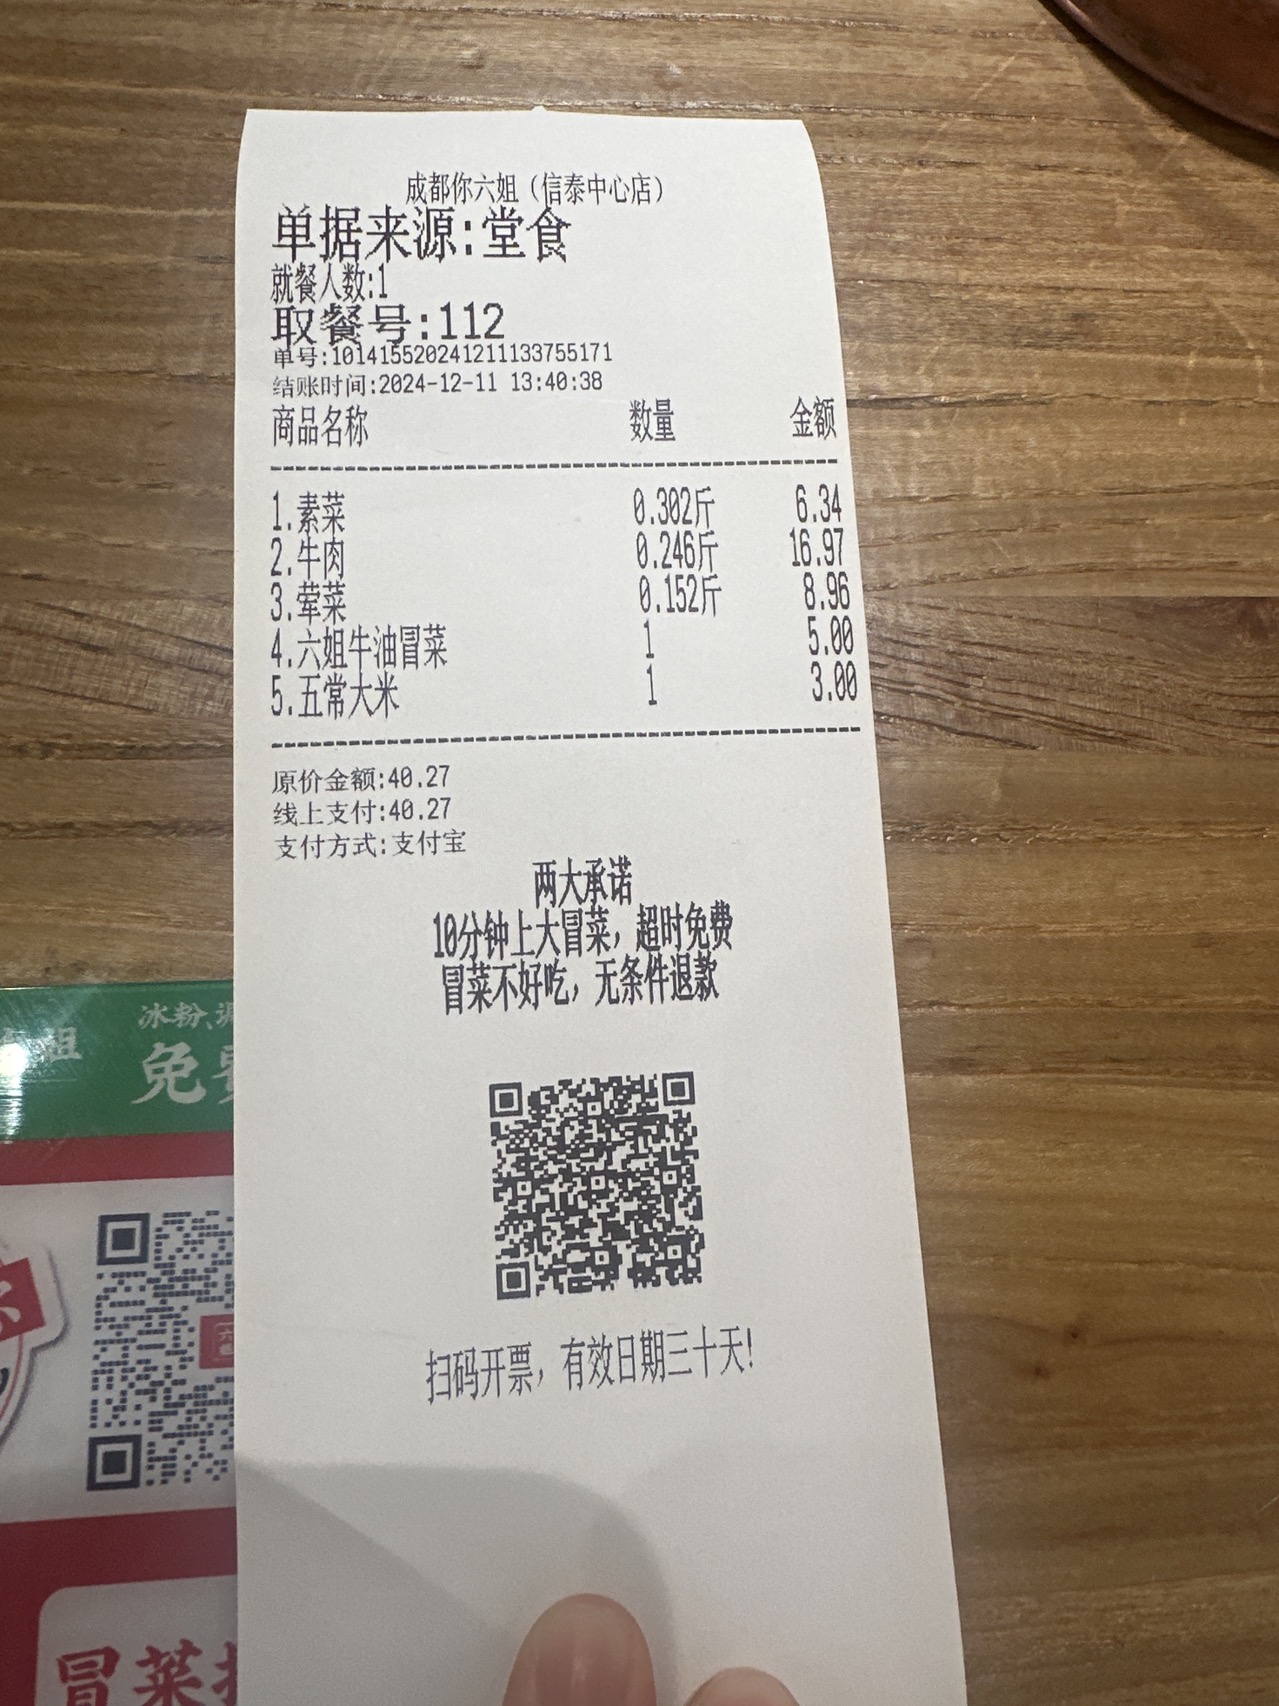 成都你六姐（信泰中心店）
单据来源:堂食
就餐人数:1
取餐号:112
单号:101415520241211133755171
结账时间:2024-12-11 13:40:38
商品名称 数量 金额
1.素菜 0.302斤 6.34
2.牛肉 0.246斤 16.97
3.荤菜 0.152斤 8.96
4.六姐牛油冒菜 1 5.00
5.五常大米 1 3.00
原价金额:40.27
线上支付:40.27
支付方式:支付宝
两大承诺
10分钟上大冒菜，超时免费
冒菜不好吃，无条件退款
扫码开票，有效日期三十天!
冰粉、
姐
免
冒菜